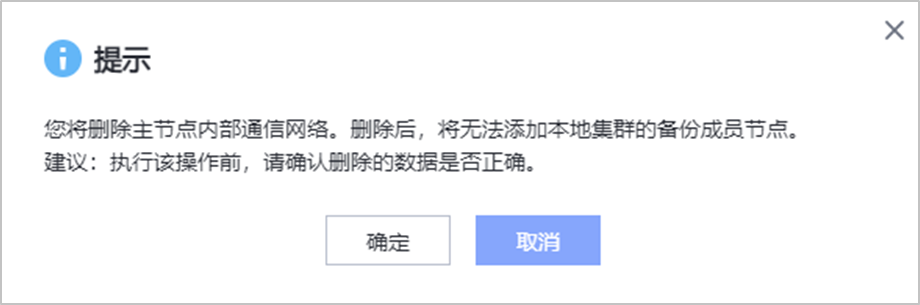 提示
您将删除主节点内部通信网络。删除后，将无法添加本地集群的备份成员节点。
建议：执行该操作前，请确认删除的数据是否正确。
确定
取消